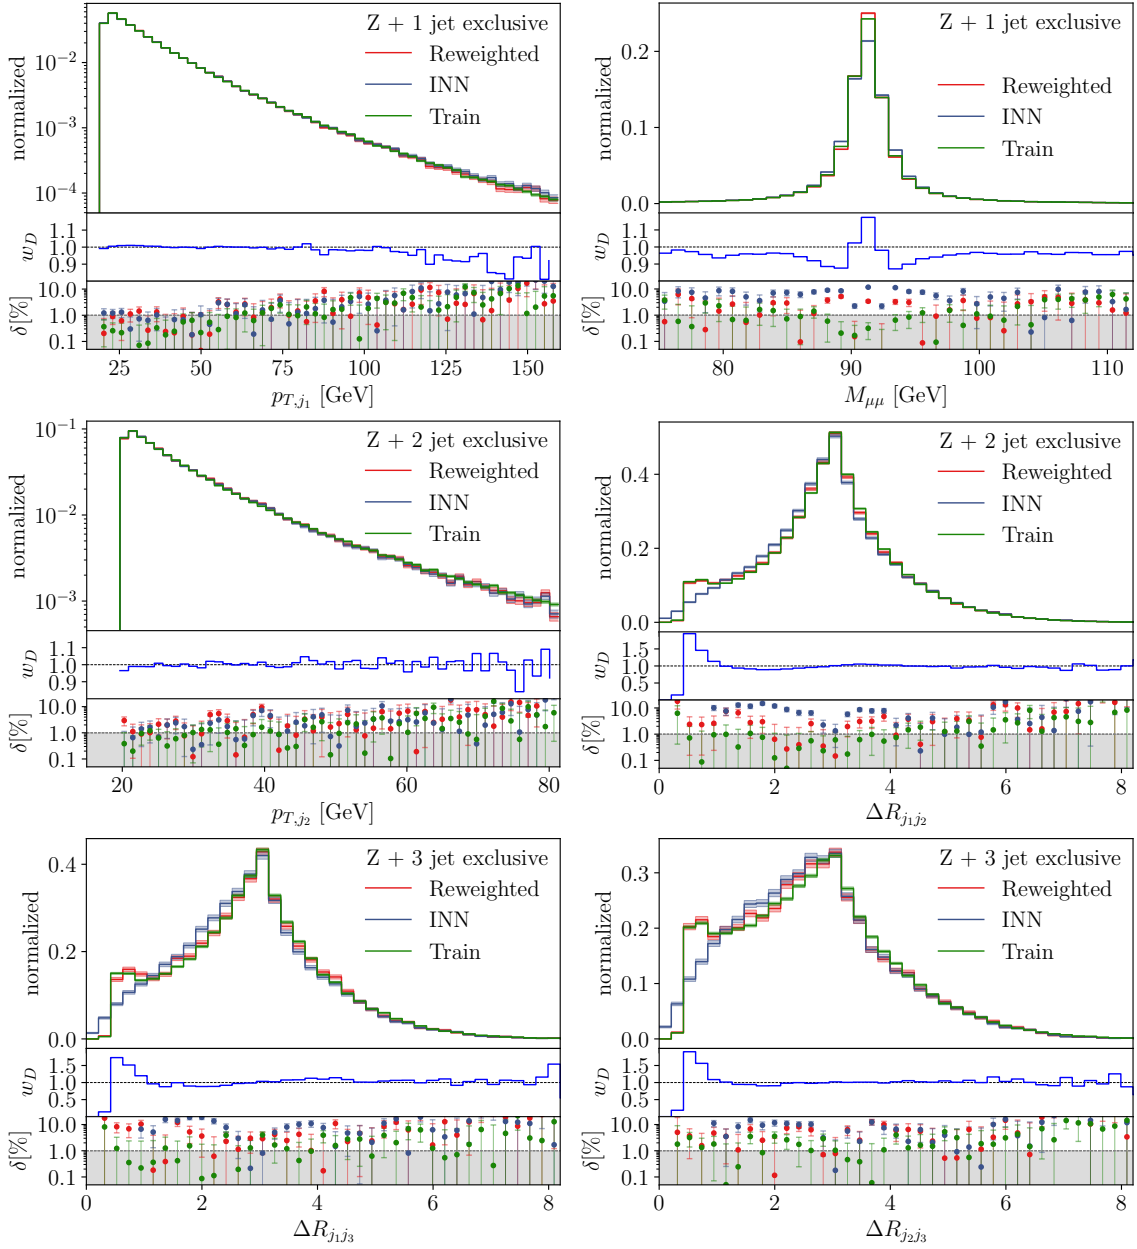 Z + 1 jet exclusive
Reweighted
INN
Train
normalized
10⁻²
10⁻³
10⁻⁴
w_D
1.1
1.0
0.9
δ[%]
10.0
1.0
0.1
25 50 75 100 125 150
p_{T,j₁} [GeV]
Z + 1 jet exclusive
Reweighted
INN
Train
normalized
0.2
0.1
0.0
w_D
1.1
1.0
0.9
δ[%]
10.0
1.0
0.1
80 90 100 110
M_{μμ} [GeV]
Z + 2 jet exclusive
Reweighted
INN
Train
normalized
10⁻¹
10⁻²
10⁻³
w_D
1.1
1.0
0.9
δ[%]
10.0
1.0
0.1
20 40 60 80
p_{T,j₂} [GeV]
Z + 2 jet exclusive
Reweighted
INN
Train
normalized
0.4
0.2
0.0
w_D
1.5
1.0
0.5
δ[%]
10.0
1.0
0.1
0 2 4 6 8
ΔR_{j₁j₂}
Z + 3 jet exclusive
Reweighted
INN
Train
normalized
0.4
0.2
0.0
w_D
1.5
1.0
0.5
δ[%]
10.0
1.0
0.1
0 2 4 6 8
ΔR_{j₁j₃}
Z + 3 jet exclusive
Reweighted
INN
Train
normalized
0.3
0.2
0.1
0.0
w_D
1.5
1.0
0.5
δ[%]
10.0
1.0
0.1
0 2 4 6 8
ΔR_{j₂j₃}